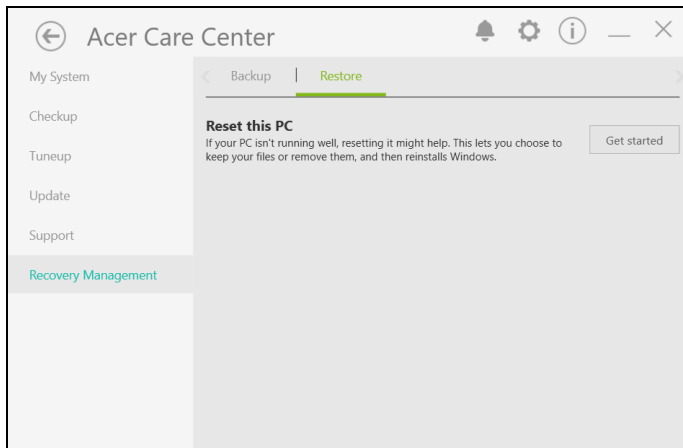 Acer Care Center
My System
Checkup
Tuneup
Update
Support
Recovery Management
Backup
Restore
Reset this PC
If your PC isn't running well, resetting it might help. This lets you choose to
keep your files or remove them, and then reinstalls Windows.
Get started